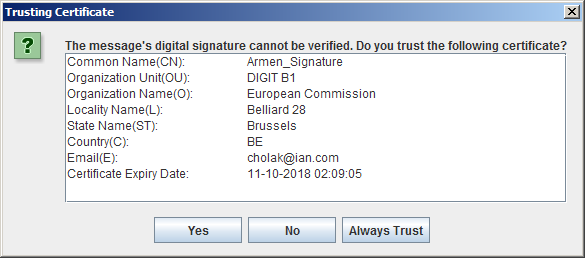 Trusting Certificate
The message's digital signature cannot be verified. Do you trust the following certificate?
Common Name(CN): Armen_Signature
Organization Unit(OU): DIGIT B1
Organization Name(O): European Commission
Locality Name(L): Belliard 28
State Name(ST): Brussels
Country(C): BE
Email(E): cholak@ian.com
Certificate Expiry Date: 11-10-2018 02:09:05
Yes No Always Trust